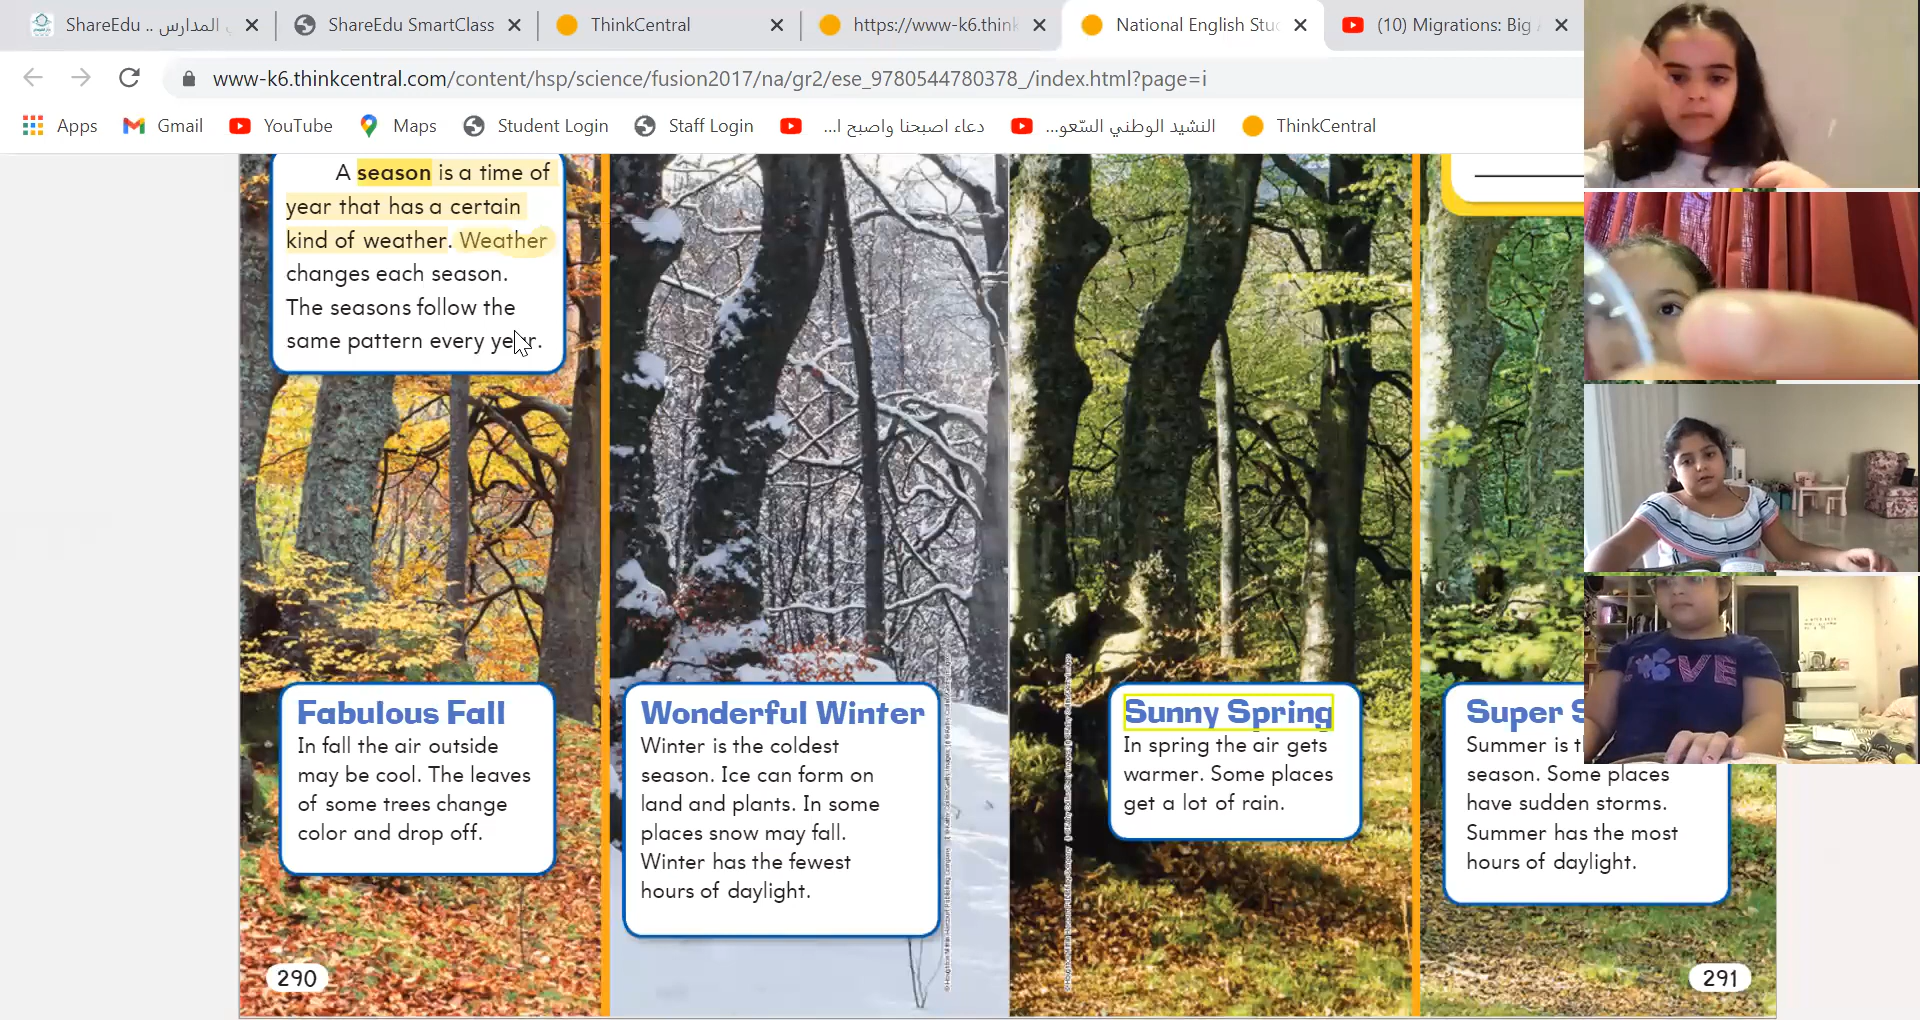 ShareEdu .. المدارس
ShareEdu SmartClass
ThinkCentral
https://www-k6.think
National English Stu
(10) Migrations: Big
www-k6.thinkcentral.com/content/hsp/science/fusion2017/na/gr2/ese_9780544780378_/index.html?page=i
Apps
Gmail
YouTube
Maps
Student Login
Staff Login
دعاء اصبحنا واصبح ا...
النشيد الوطني السّعو...
ThinkCentral
A season is a time of
year that has a certain
kind of weather. Weather
changes each season.
The seasons follow the
same pattern every year.
Fabulous Fall
In fall the air outside
may be cool. The leaves
of some trees change
color and drop off.
290
Wonderful Winter
Winter is the coldest
season. Ice can form on
land and plants. In some
places snow may fall.
Winter has the fewest
hours of daylight.
Sunny Spring
In spring the air gets
warmer. Some places
get a lot of rain.
Super S
Summer is t
season. Some places
have sudden storms.
Summer has the most
hours of daylight.
291
LOVE